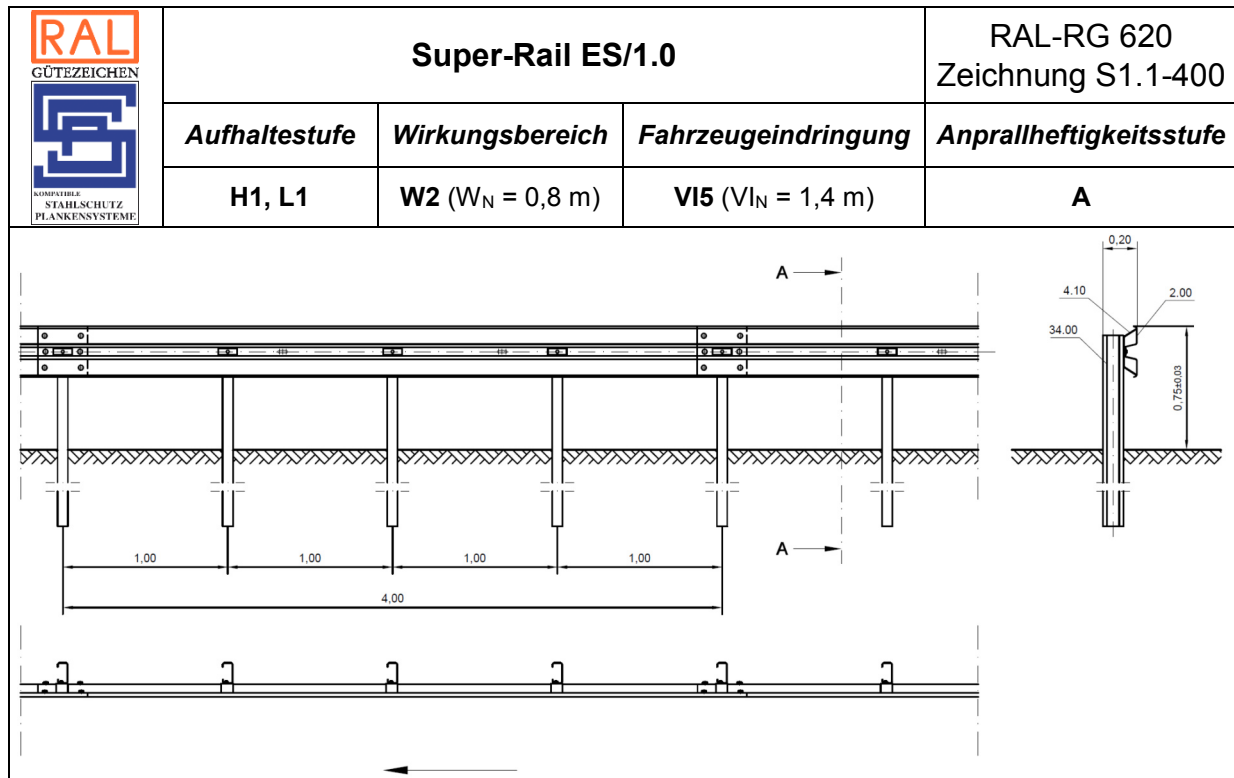 RAL
GÜTEZEICHEN
KOMPATIBLE
STAHLSCHUTZ
PLANKENSYSTEME
Super-Rail ES/1.0
RAL-RG 620
Zeichnung S1.1-400
Aufhaltestufe
Wirkungsbereich
Fahrzeugeindringung
Anprallheftigkeitsstufe
H1, L1
W2 (WN = 0,8 m)
VI5 (VIN = 1,4 m)
A
A
0,20
4.10
2.00
34.00
0,75±0,03
A
1,00
1,00
1,00
1,00
4,00